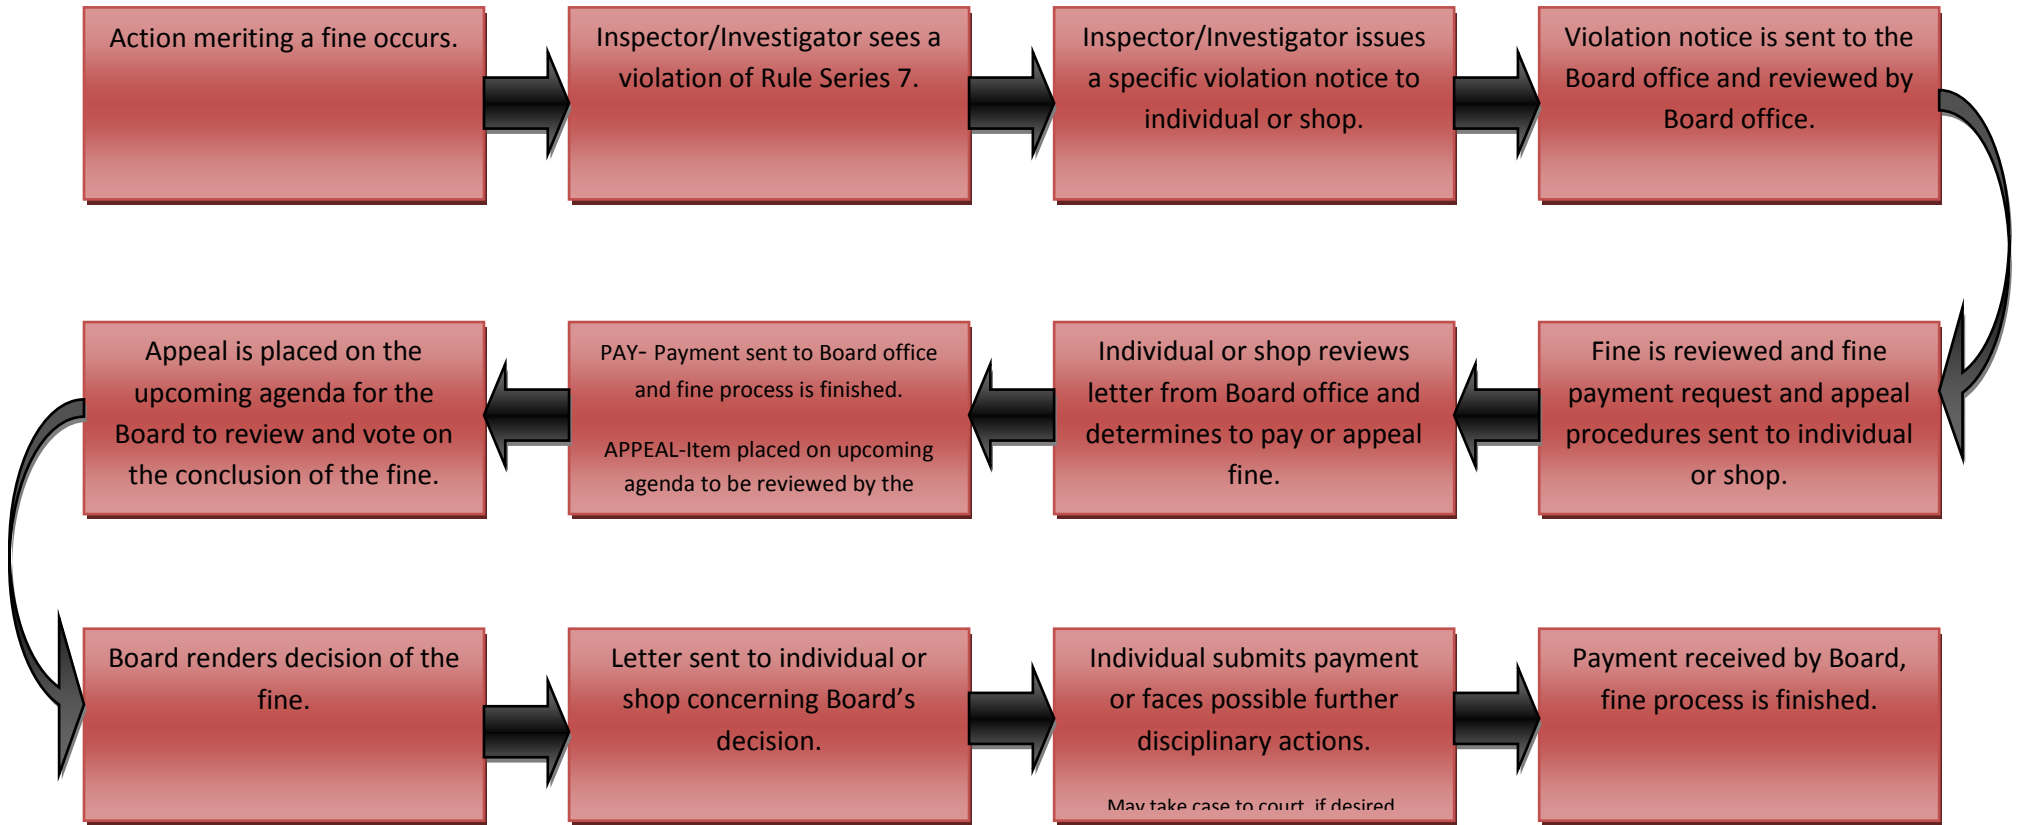 Action meriting a fine occurs.
Inspector/Investigator sees a
violation of Rule Series 7.
Inspector/Investigator issues
a specific violation notice to
individual or shop.
Violation notice is sent to the
Board office and reviewed by
Board office.
Fine is reviewed and fine
payment request and appeal
procedures sent to individual
or shop.
Individual or shop reviews
letter from Board office and
determines to pay or appeal
fine.
PAY- Payment sent to Board office
and fine process is finished.
APPEAL-Item placed on upcoming
agenda to be reviewed by the
Appeal is placed on the
upcoming agenda for the
Board to review and vote on
the conclusion of the fine.
Board renders decision of the
fine.
Letter sent to individual or
shop concerning Board’s
decision.
Individual submits payment
or faces possible further
disciplinary actions.
May take case to court, if desired
Payment received by Board,
fine process is finished.